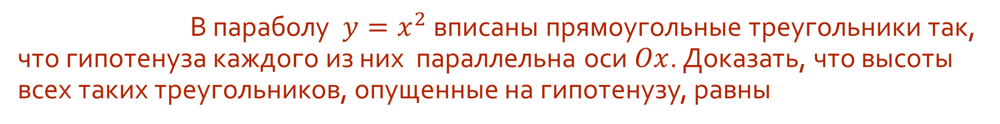 В параболу y = x² вписаны прямоугольные треугольники так,
что гипотенуза каждого из них параллельна оси Ox. Доказать, что высоты
всех таких треугольников, опущенные на гипотенузу, равны